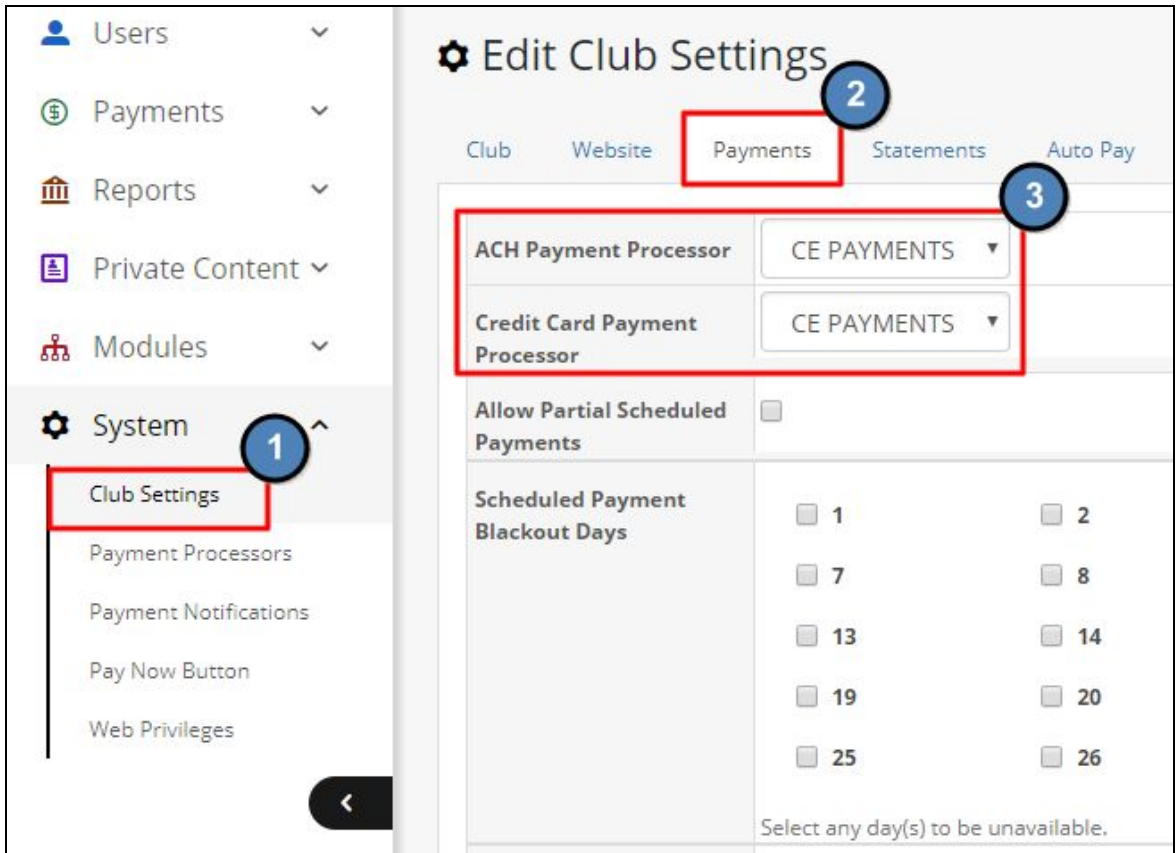 Users
Payments
Reports
Private Content
Modules
System
1
Club Settings
Payment Processors
Payment Notifications
Pay Now Button
Web Privileges
Edit Club Settings
2
Club Website Payments Statements Auto Pay
3
ACH Payment Processor CE PAYMENTS
Credit Card Payment
Processor
CE PAYMENTS
Allow Partial Scheduled
Payments
Scheduled Payment
Blackout Days
1 2
7 8
13 14
19 20
25 26
Select any day(s) to be unavailable.